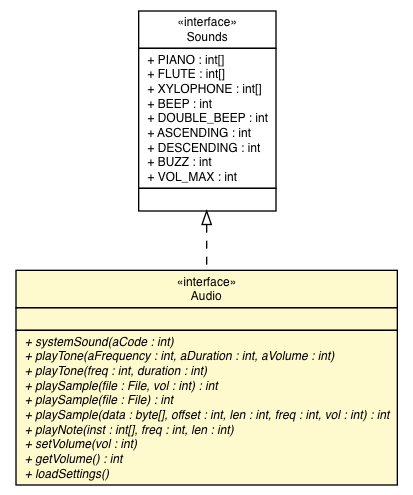 «interface»
Sounds
+ PIANO : int[]
+ FLUTE : int[]
+ XYLOPHONE : int[]
+ BEEP : int
+ DOUBLE_BEEP : int
+ ASCENDING : int
+ DESCENDING : int
+ BUZZ : int
+ VOL_MAX : int
«interface»
Audio
+ systemSound(aCode : int)
+ playTone(aFrequency : int, aDuration : int, aVolume : int)
+ playTone(freq : int, duration : int)
+ playSample(file : File, vol : int) : int
+ playSample(file : File) : int
+ playSample(data : byte[], offset : int, len : int, freq : int, vol : int) : int
+ playNote(inst : int[], freq : int, len : int)
+ setVolume(vol : int)
+ getVolume() : int
+ loadSettings()